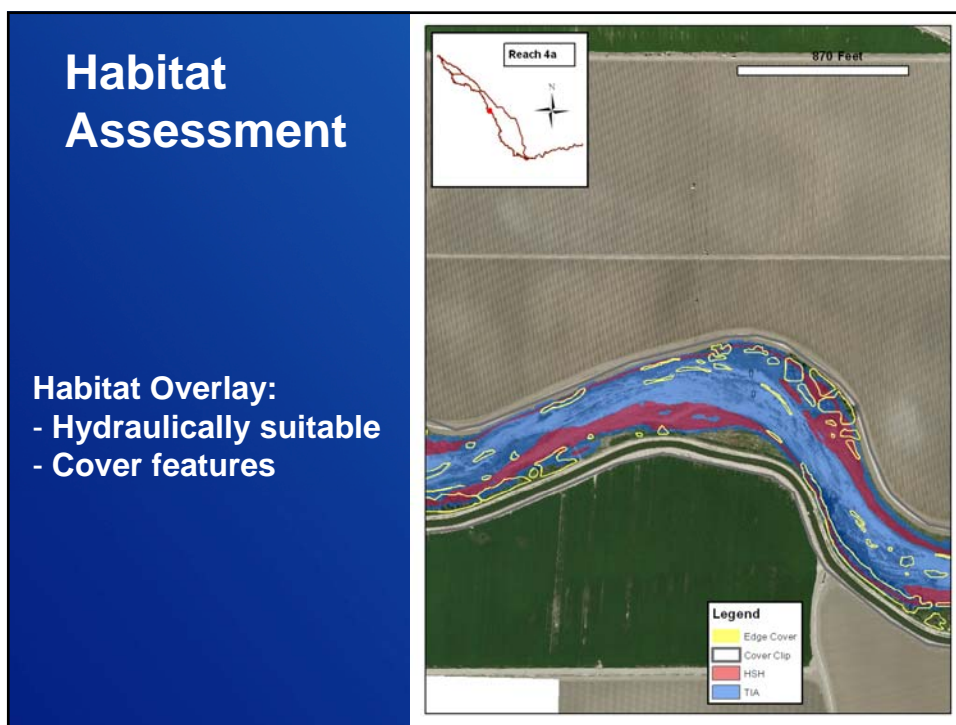 Habitat
Assessment
Habitat Overlay:
- Hydraulically suitable
- Cover features
Reach 4a
N
870 Feet
Legend
Edge Cover
Cover Clip
HSH
TIA